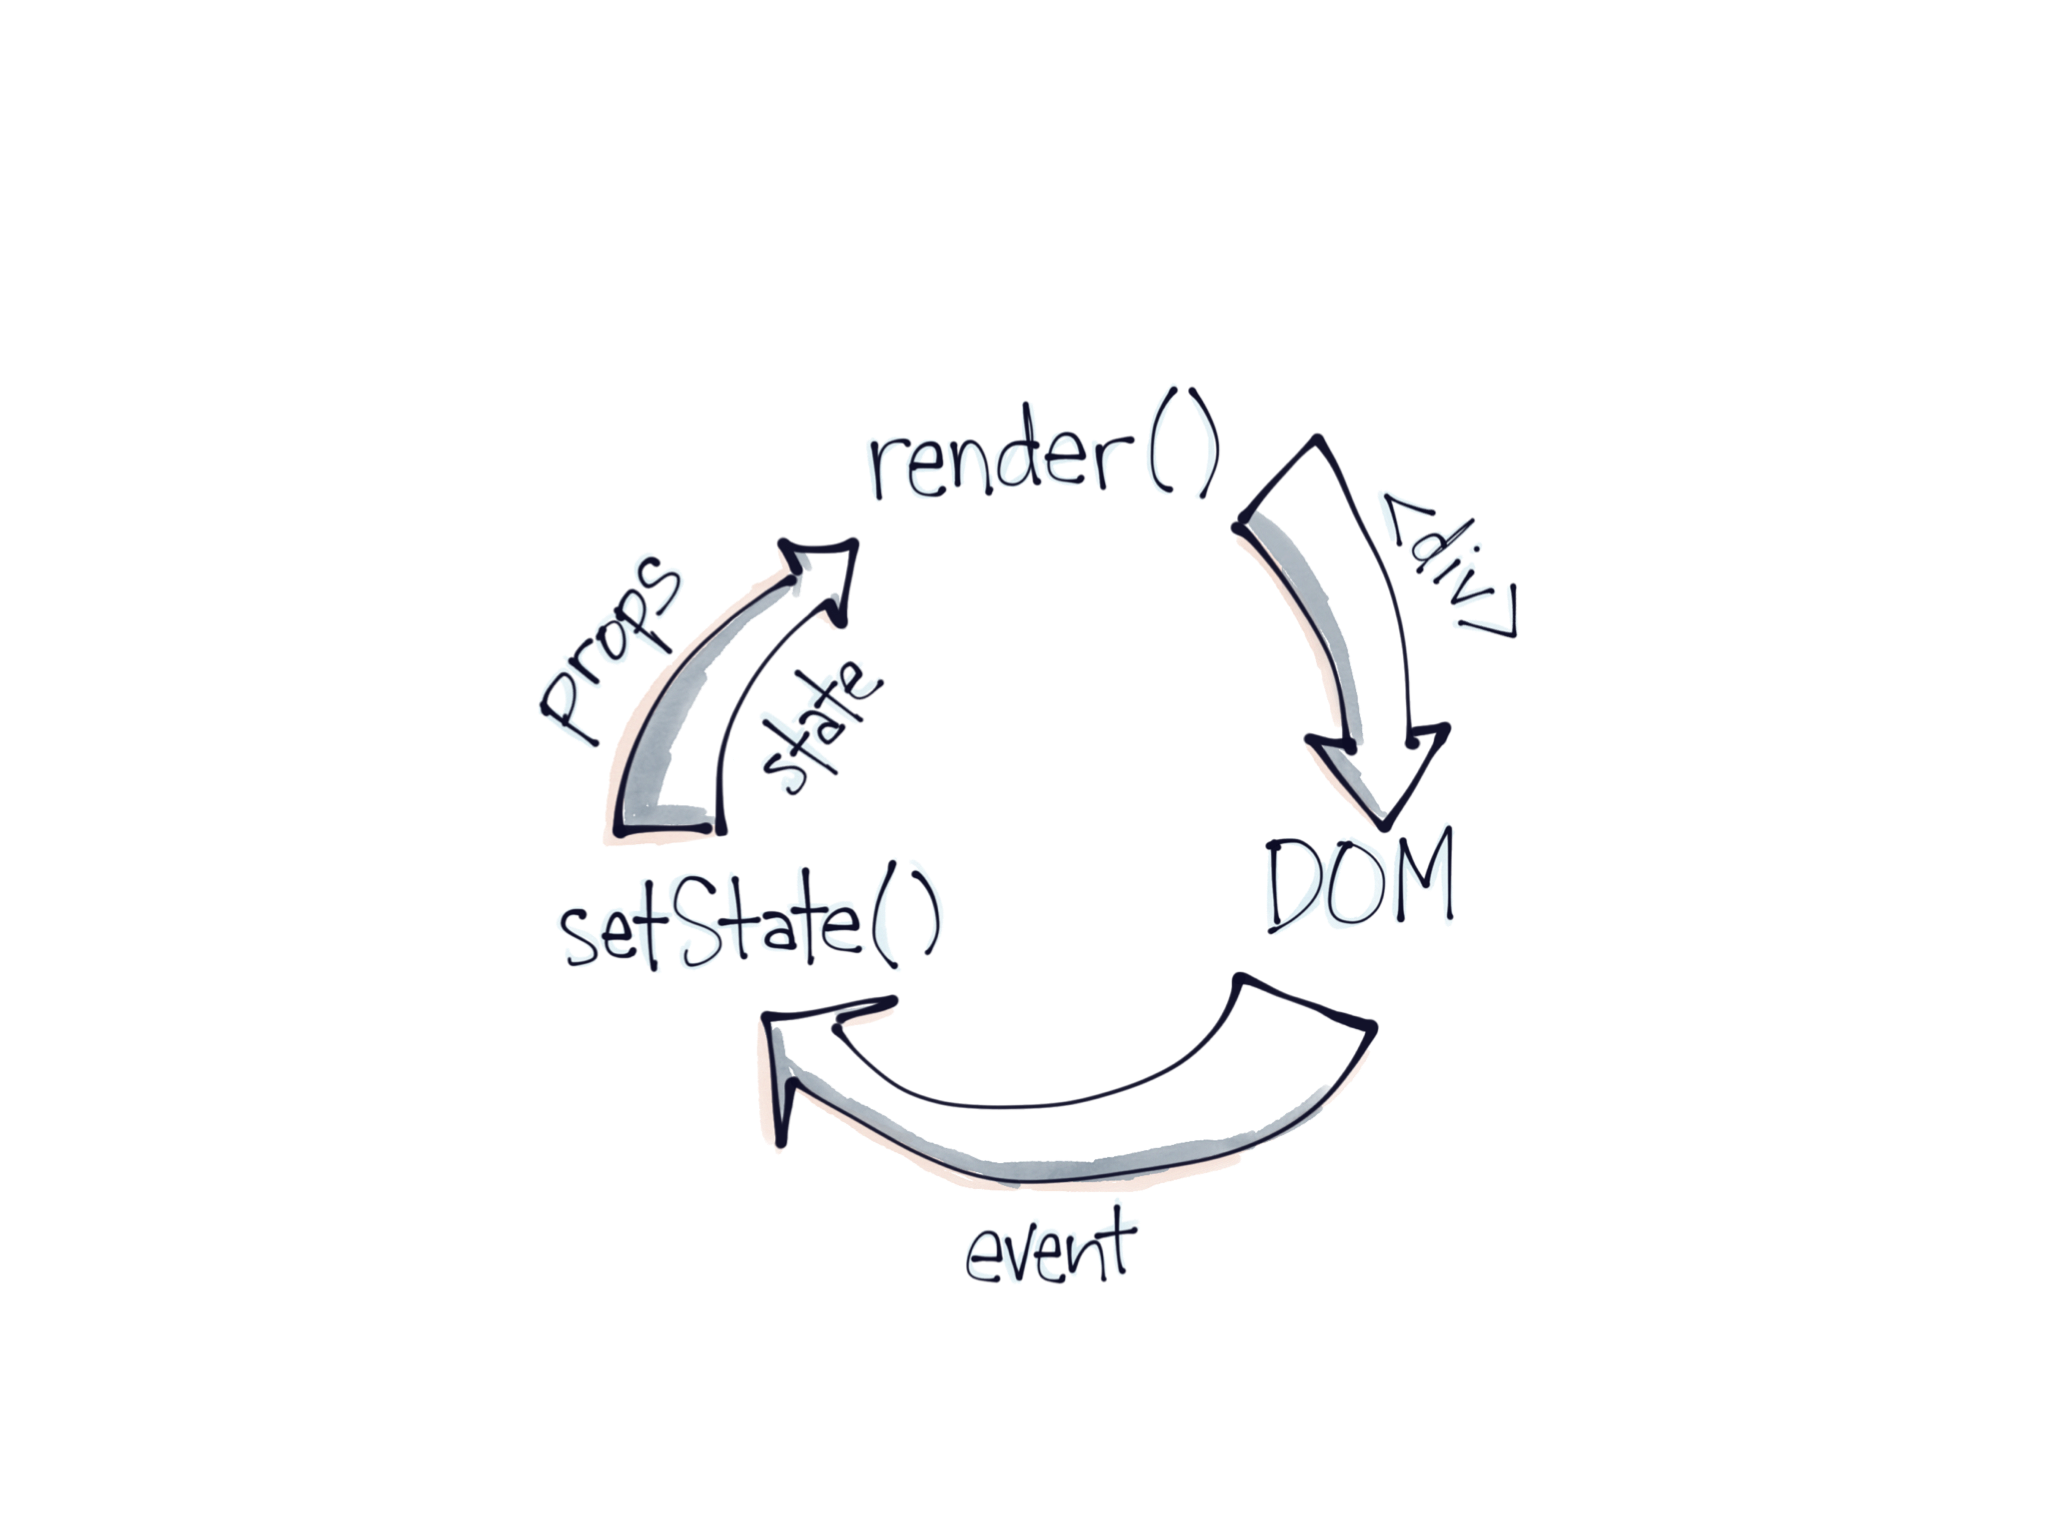 render()
<div>
props
state
DOM
setState()
event